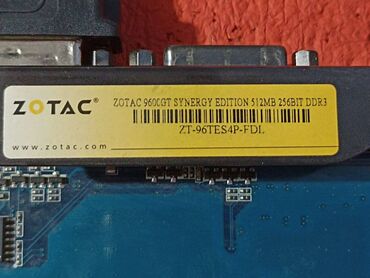 ZOTAC®
www.zotac.com
ZOTAC 9600GT SYNERGY EDITION 512MB 256BIT DDR3
ZT-96TES4P-FDL